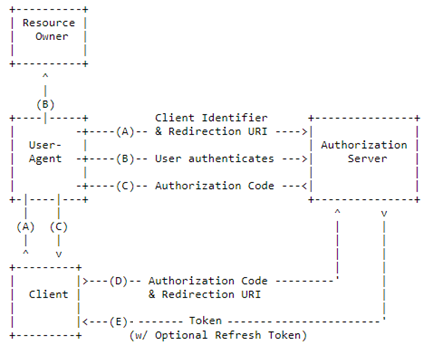 Resource
Owner
(B)
Client Identifier
(A) & Redirection URI
User-
Agent
(B) User authenticates
Authorization
Server
(C) Authorization Code
(A) (C)
Client
(D) Authorization Code
& Redirection URI
(E) Token
(w/ Optional Refresh Token)